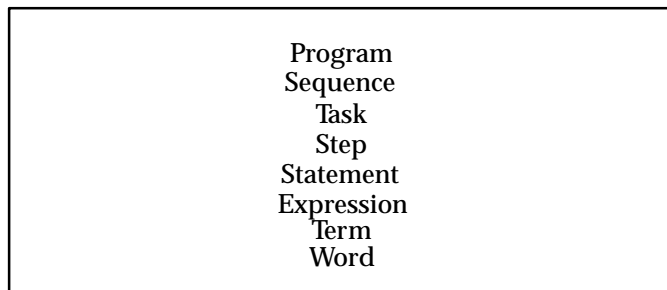 Program
Sequence
Task
Step
Statement
Expression
Term
Word